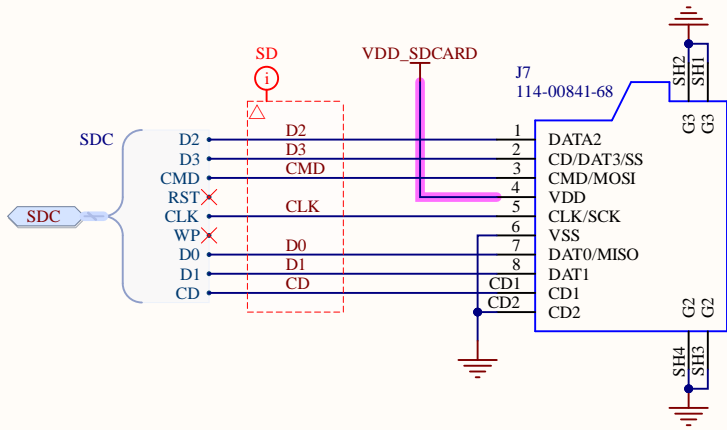 SD
i
VDD_SDCARD
J7
114-00841-68
SH2
SH1
G3
G3
SDC
SDC
D2
D2
1
DATA2
D3
D3
2
CD/DAT3/SS
CMD
CMD
3
CMD/MOSI
RST
4
VDD
CLK
CLK
5
CLK/SCK
WP
6
VSS
D0
D0
7
DAT0/MISO
D1
D1
8
DAT1
CD
CD
CD1
CD1
CD2
CD2
G2
G2
SH4
SH3